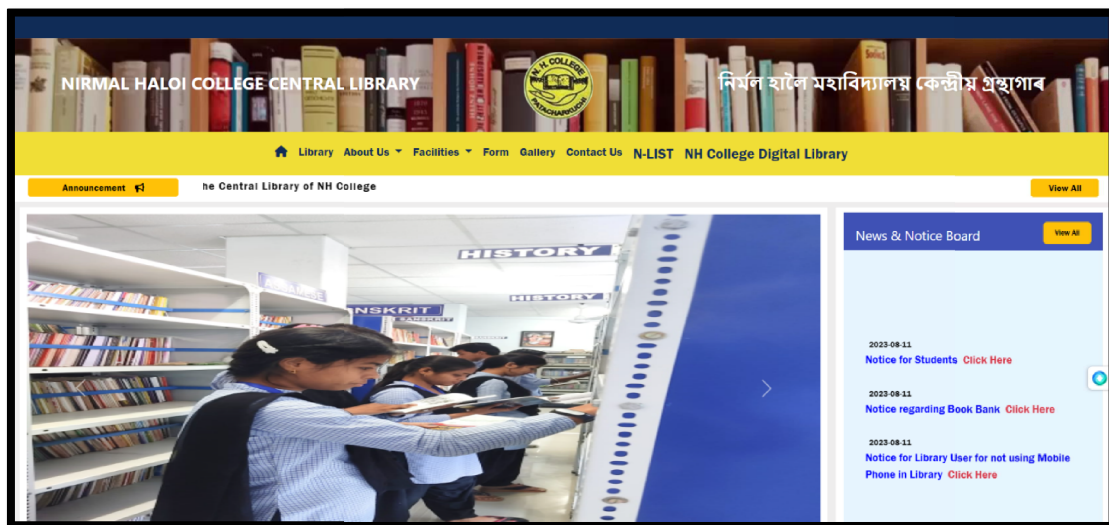 NIRMAL HALOI COLLEGE CENTRAL LIBRARY
N. H. COLLEGE
PATACHARKUCHI
নিৰ্মল হালৈ মহাবিদ্যালয় কেন্দ্ৰীয় গ্ৰন্থাগাৰ
Library About Us Facilities Form Gallery Contact Us N-LIST NH College Digital Library
Announcement
he Central Library of NH College
View All
HISTORY
HISTORY
NSKRIT
SANSKRIT
News & Notice Board
View All
2023-08-11
Notice for Students Click Here
2023-08-11
Notice regarding Book Bank Click Here
2023-08-11
Notice for Library User for not using Mobile
Phone in Library Click Here